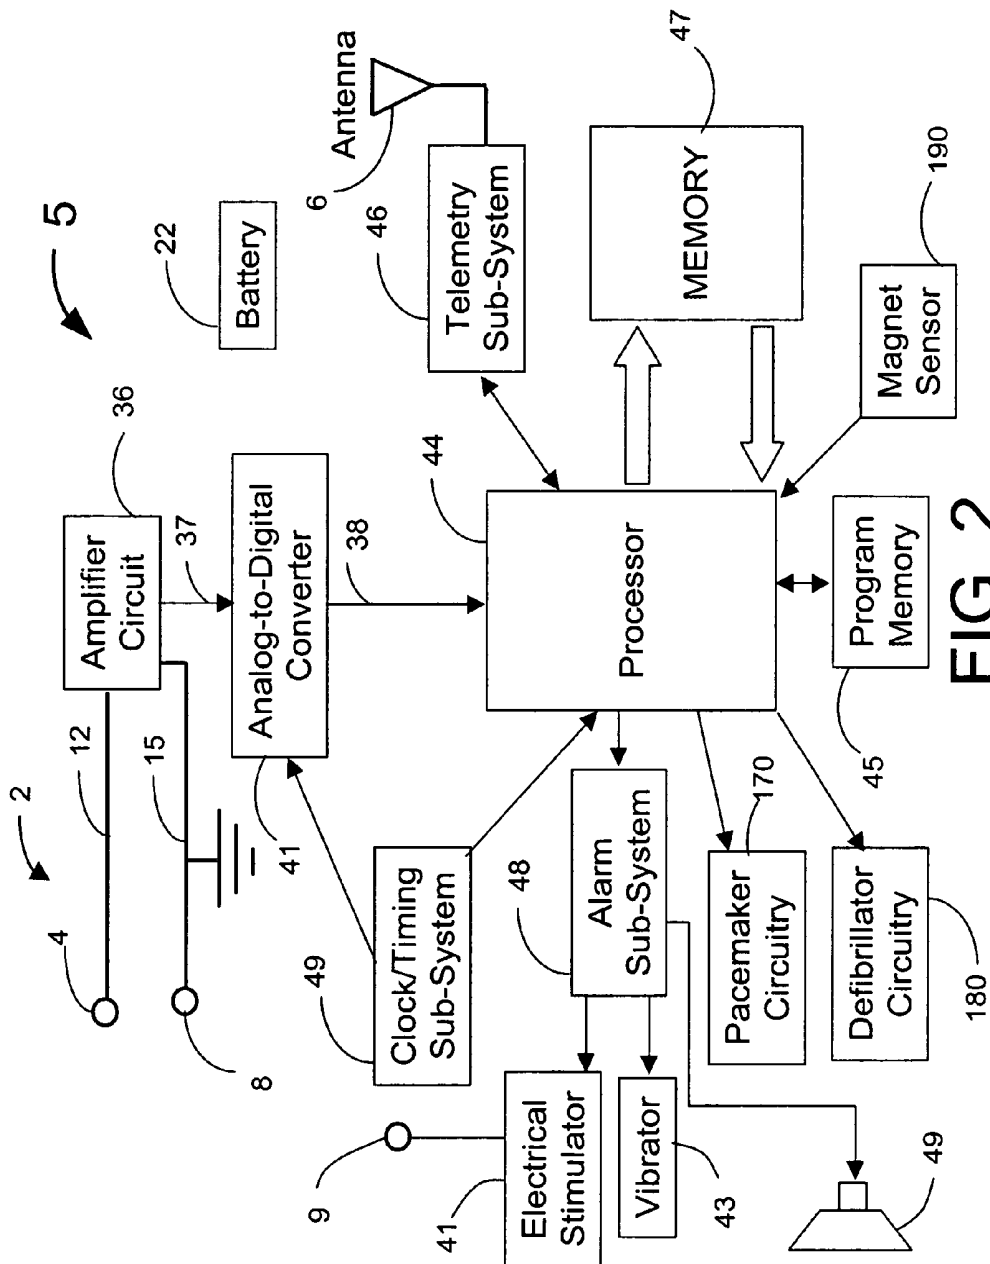 2
4
12
Amplifier
Circuit
36
5
8
15
37
Analog-to-Digital
Converter
41
38
22
Battery
9
49
Clock/Timing
Sub-System
6
Antenna
46
Telemetry
Sub-System
41
Electrical
Stimulator
48
Alarm
Sub-System
44
Processor
47
MEMORY
Vibrator
43
170
Pacemaker
Circuitry
49
Defibrillator
Circuitry
180
45
Program
Memory
Magnet
Sensor
190
FIG 2